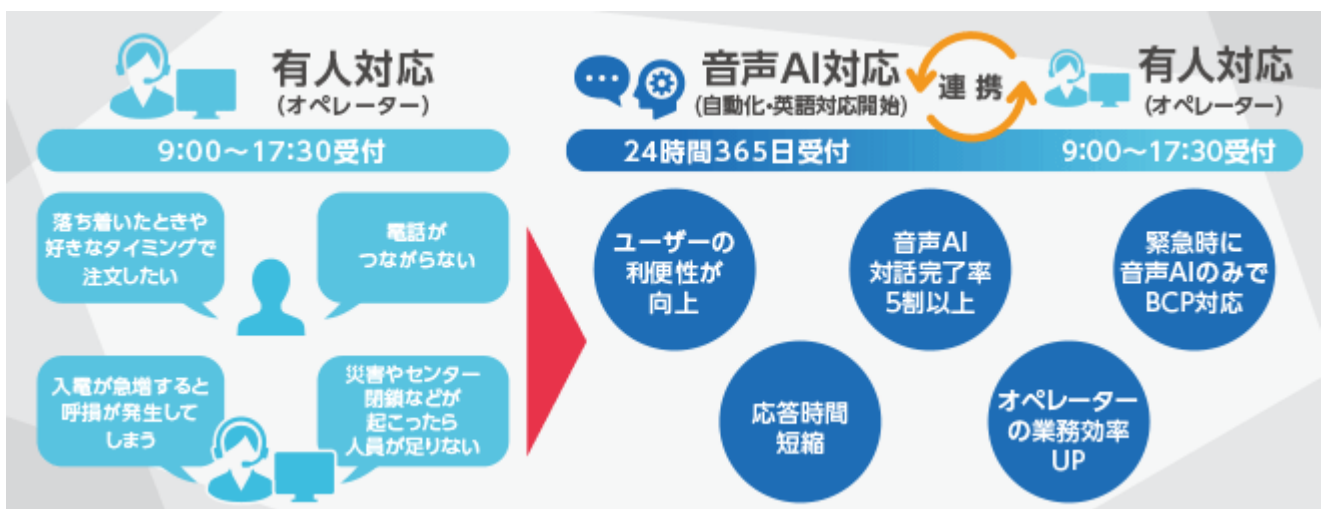 有人対応
(オペレーター)
9:00～17:30受付
落ち着いたときや
好きなタイミングで
注文したい
電話が
つながらない
入電が急増すると
呼損が発生して
しまう
災害やセンター
閉鎖などが
起こったら
人員が足りない
音声AI対応
(自動化・英語対応開始)
連携
有人対応
(オペレーター)
24時間365日受付
9:00～17:30受付
ユーザーの
利便性が
向上
音声AI
対話完了率
5割以上
緊急時に
音声AIのみで
BCP対応
応答時間
短縮
オペレーター
の業務効率
UP